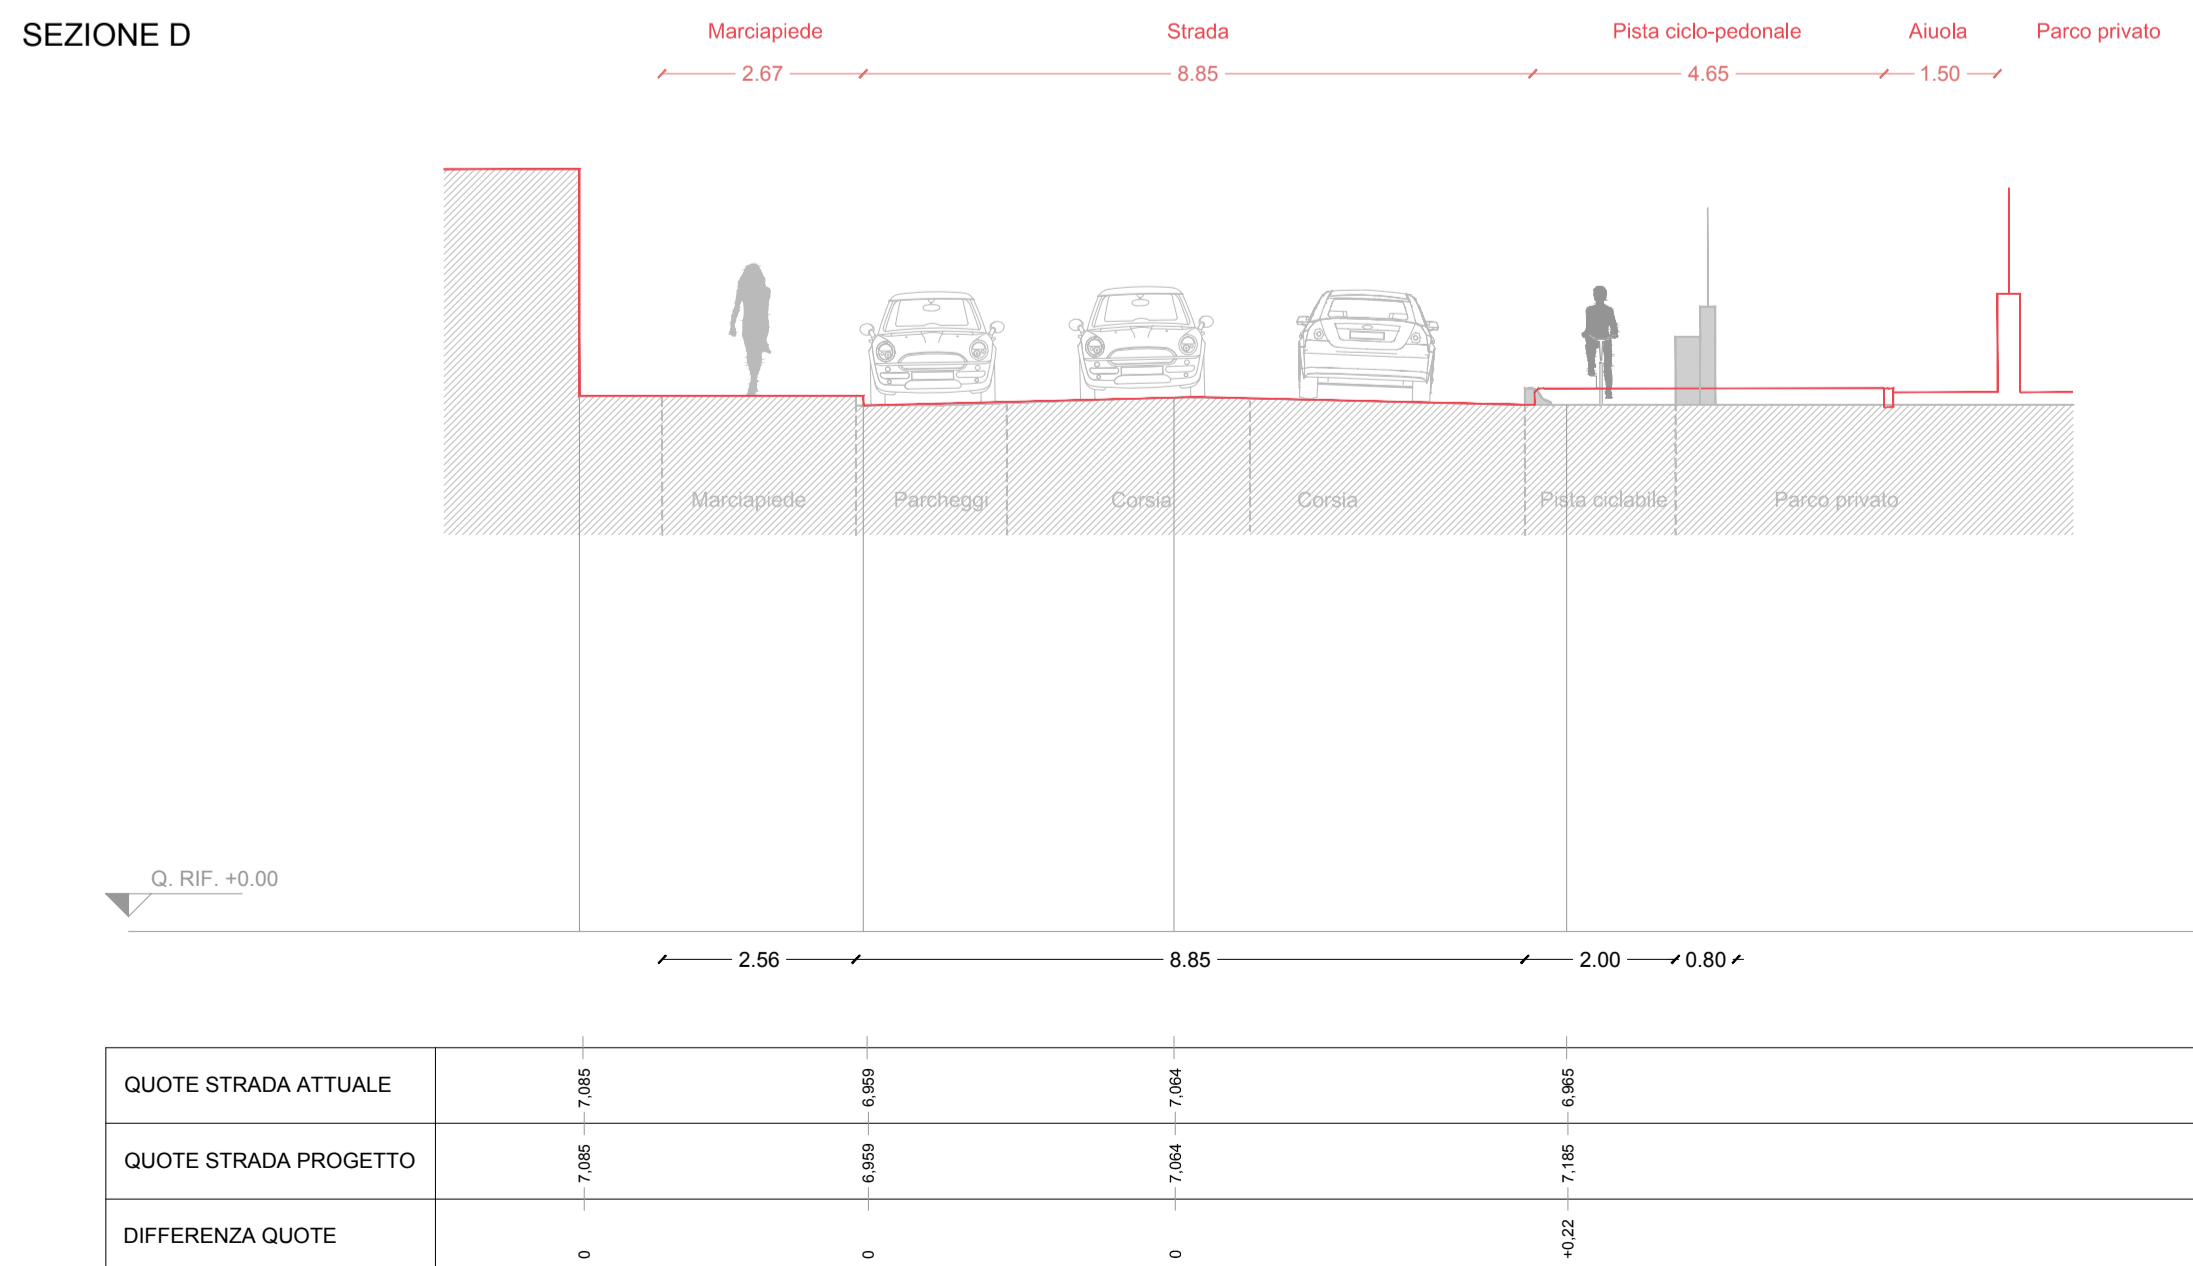 SEZIONE D
Marciapiede Strada Pista ciclo-pedonale Aiuola Parco privato
2.67 8.85 4.65 1.50
Marciapiede Parcheggi Corsia Corsia Pista ciclabile Parco privato
Q. RIF. +0.00
2.56 8.85 2.00 0.80
QUOTE STRADA ATTUALE 7,085 6,959 7,064 6,965
QUOTE STRADA PROGETTO 7,085 6,959 7,064 7,185
DIFFERENZA QUOTE 0 0 0 +0,22